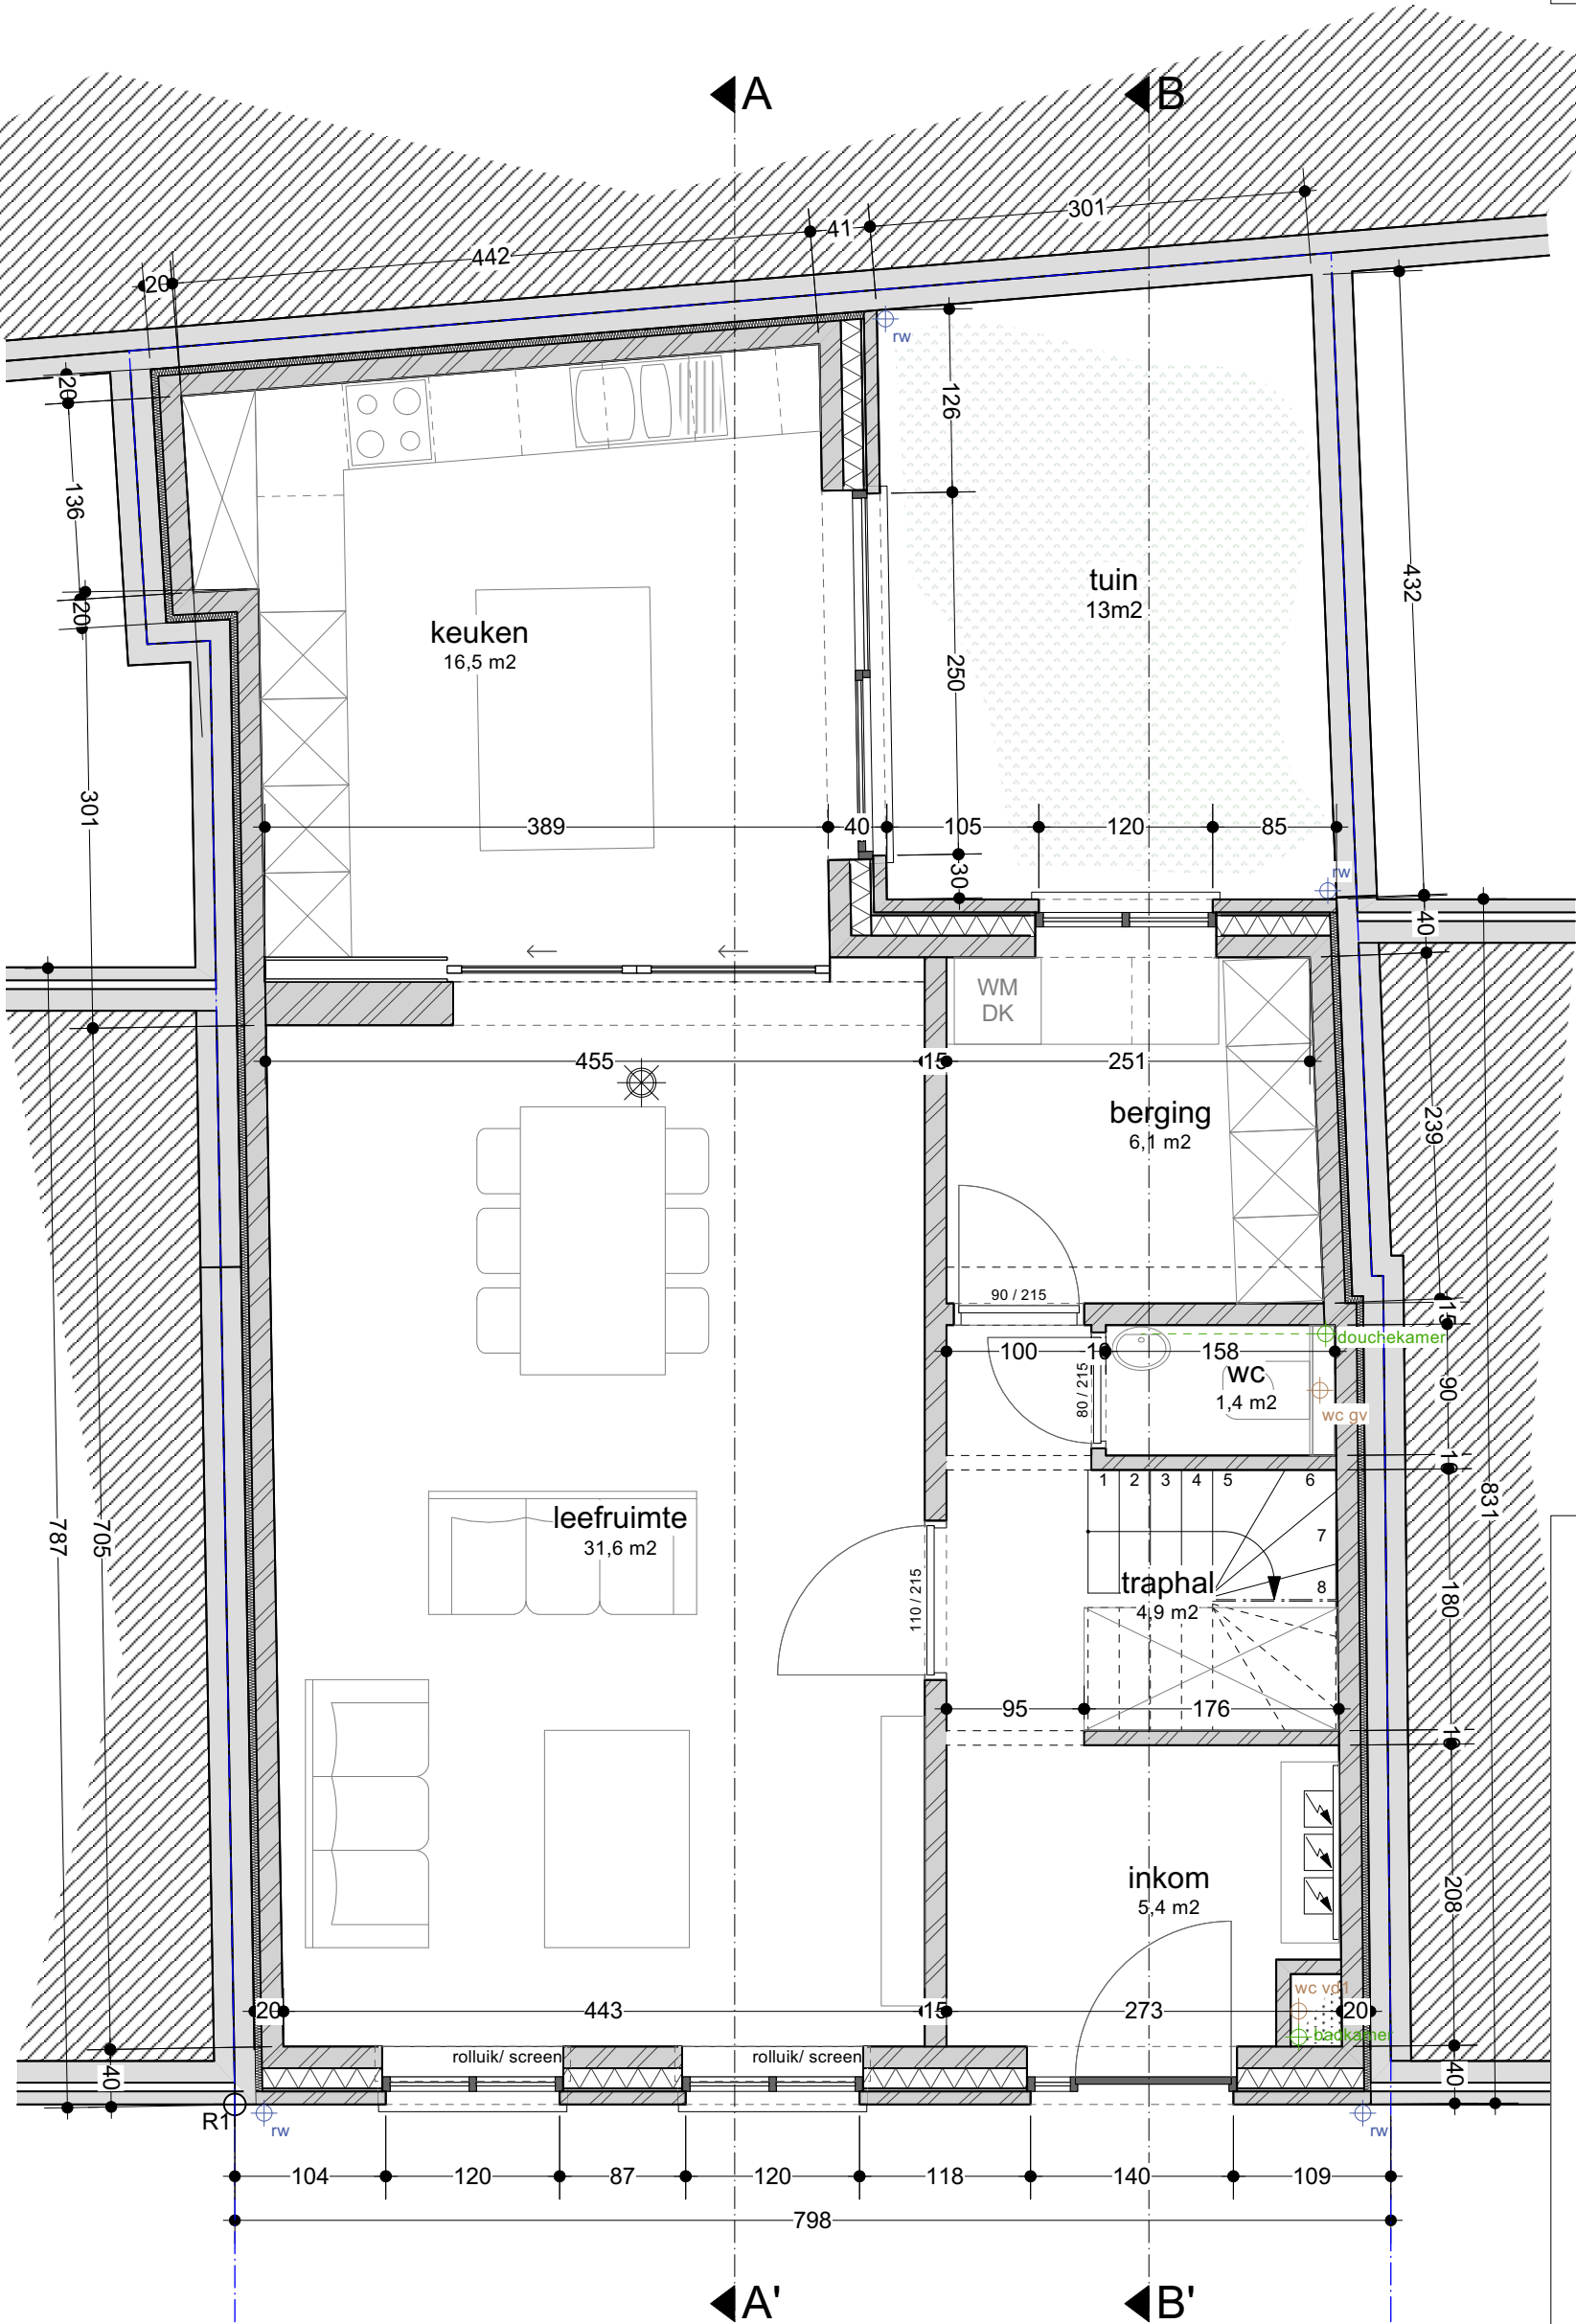 A
B
301
41
442
20
rw
20
126
136
432
tuin
13m2
20
keuken
16,5 m2
250
301
389
40
105
120
85
30
rw
40
WM
DK
455
15
251
berging
6,1 m2
239
90 / 215
15
douchekamer
100
10
158
80 / 215
wc
1,4 m2
90
wc gv
10
1
2
3
4
5
6
7
8
831
leefruimte
31,6 m2
787
705
110 / 215
traphal
4,9 m2
180
95
176
10
inkom
5,4 m2
208
wc vd1
20
443
15
273
20
badkamer
rolluik/ screen
rolluik/ screen
40
40
R1
rw
rw
104
120
87
120
118
140
109
798
A'
B'